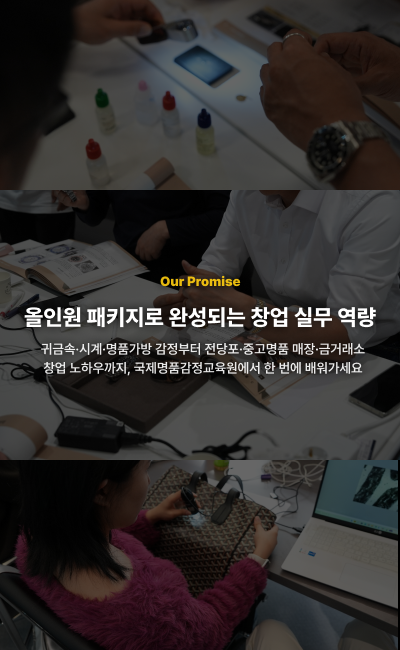 Our Promise
올인원 패키지로 완성되는 창업 실무 역량
귀금속·시계·명품가방 감정부터 전당포·중고명품 매장·금거래소
창업 노하우까지, 국제명품감정교육원에서 한 번에 배워가세요